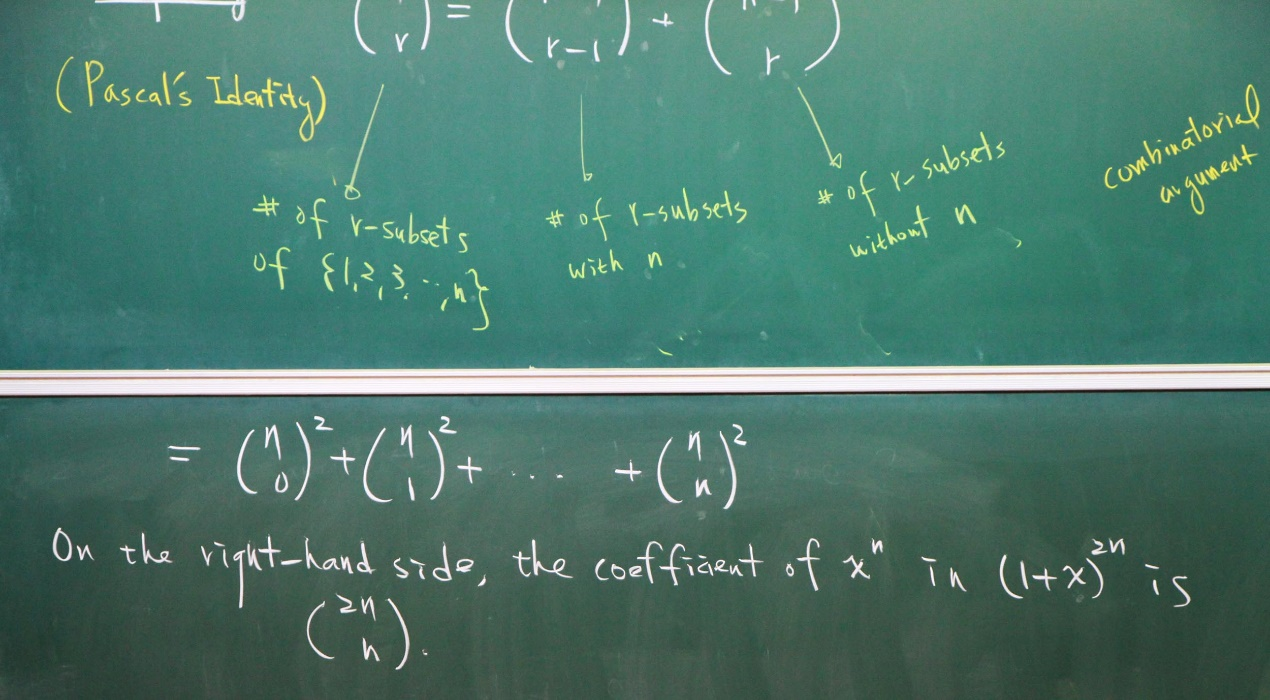 (r) = (r-1) + (r)
(Pascal's Identity)
combinatorial
argument
# of r-subsets
of {1,2,3,...,n}
# of r-subsets
with n
# of r-subsets
without n
= (n 0)² + (n 1)² + .... + (n n)²
On the right-hand side, the coefficient of xⁿ in (1+x)²ⁿ is
(2n n).